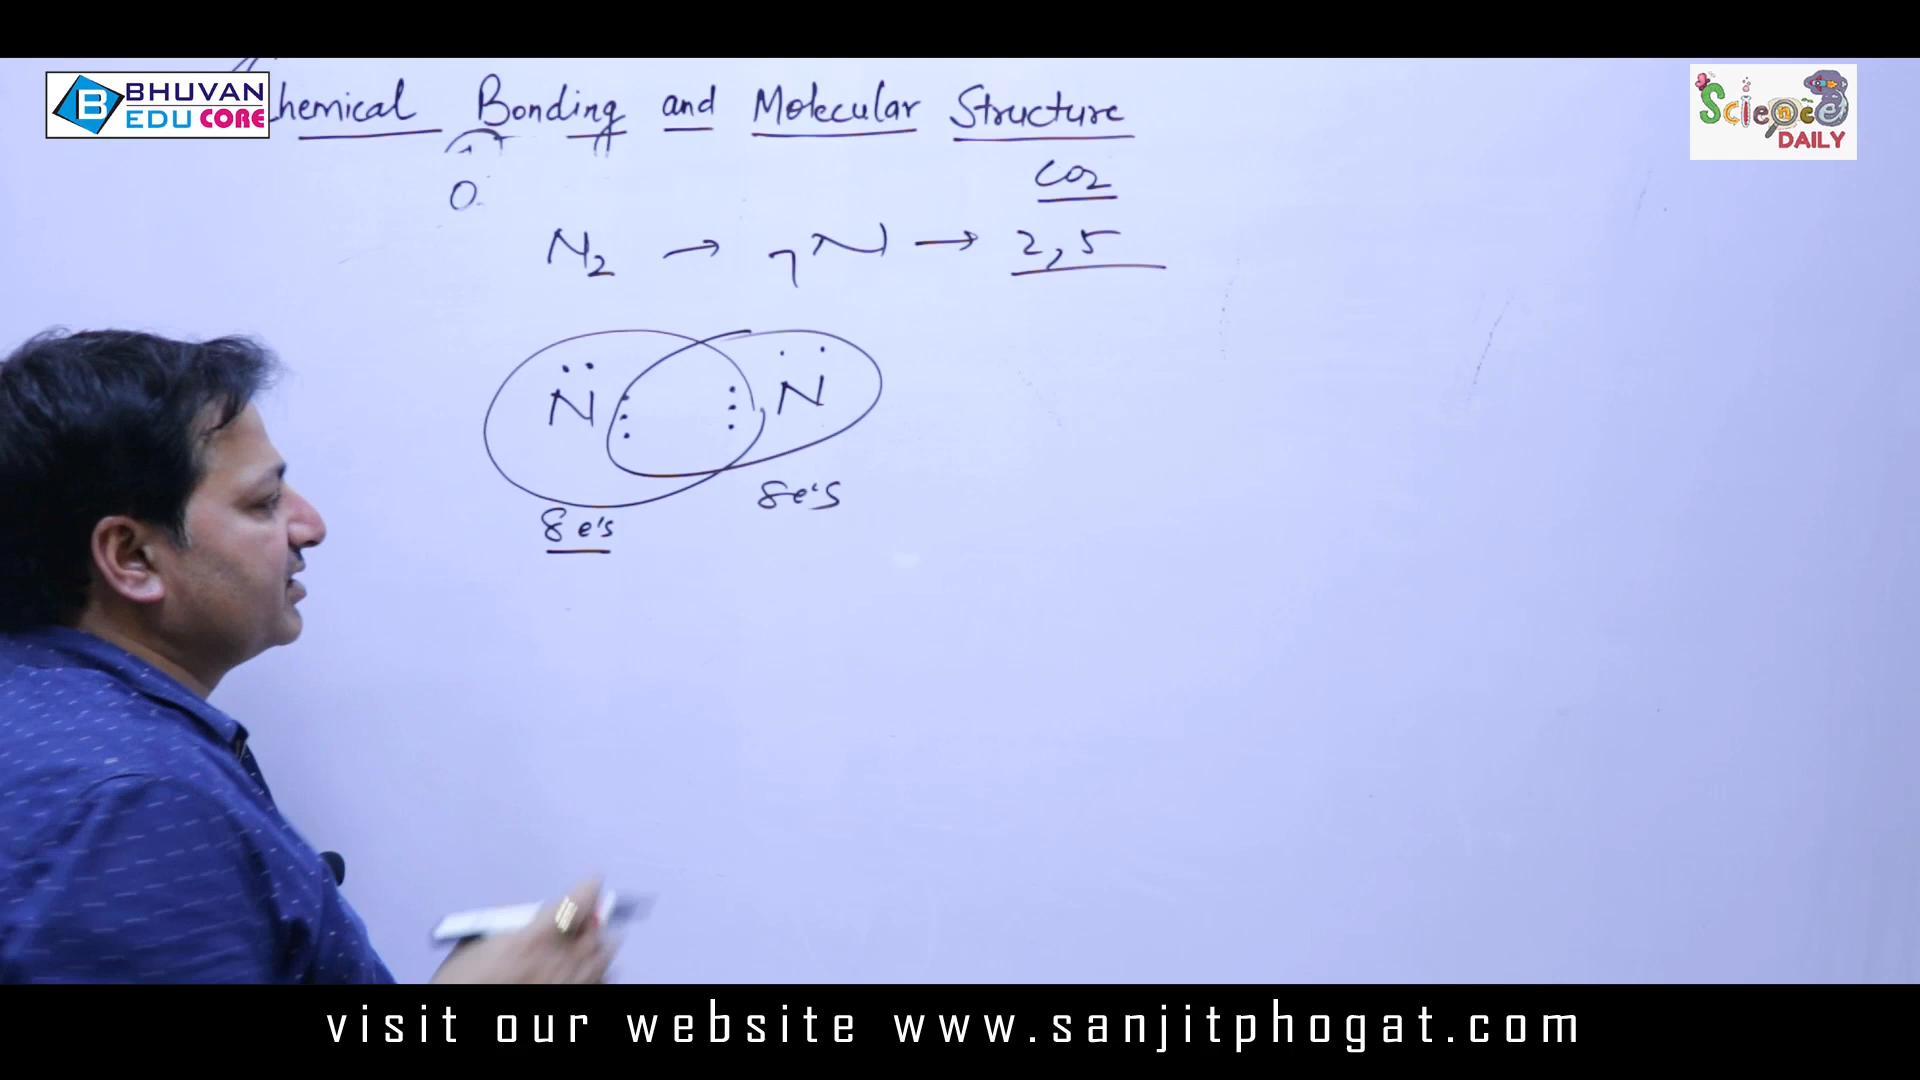 BHUVAN
EDU CORE
Chemical Bonding and Molecular Structure
Science
DAILY
CO2
O
N2 → 7N → 2,5
N N
8e's
8 e's
visit our website www.sanjitphogat.com